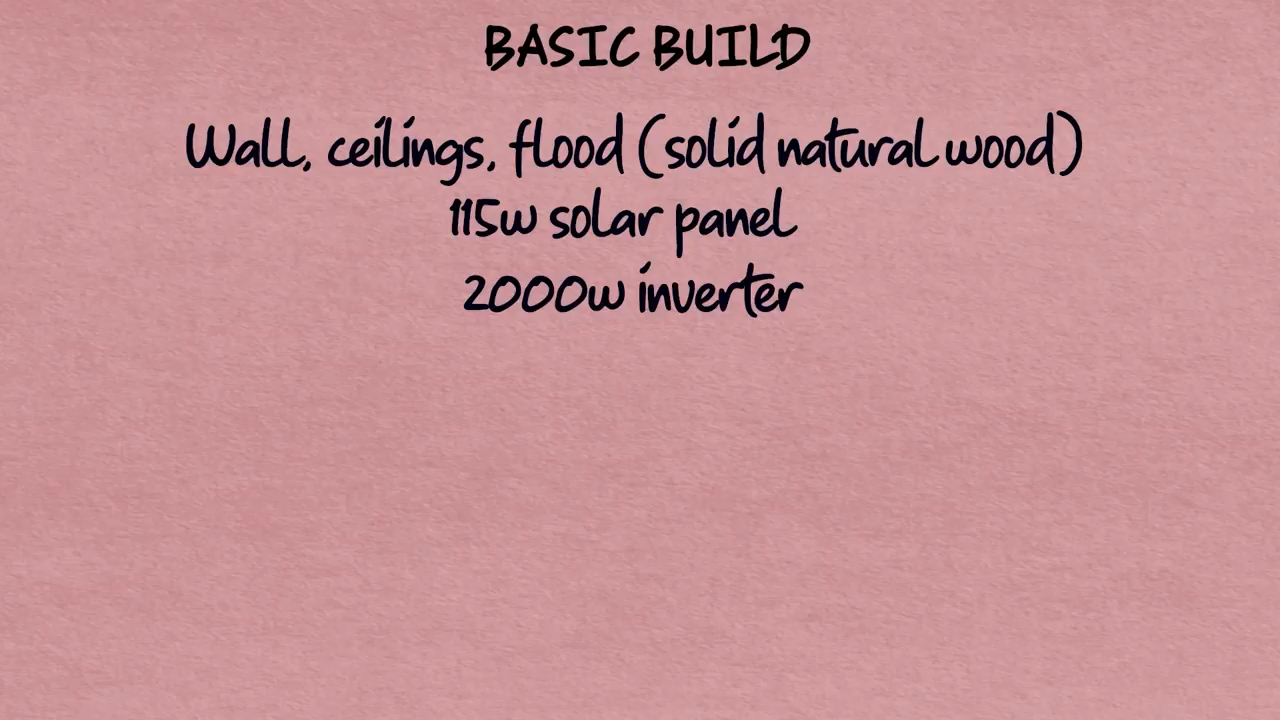 BASIC BUILD
Wall, ceilings, flood (solid natural wood)
115w solar panel
2000w inverter